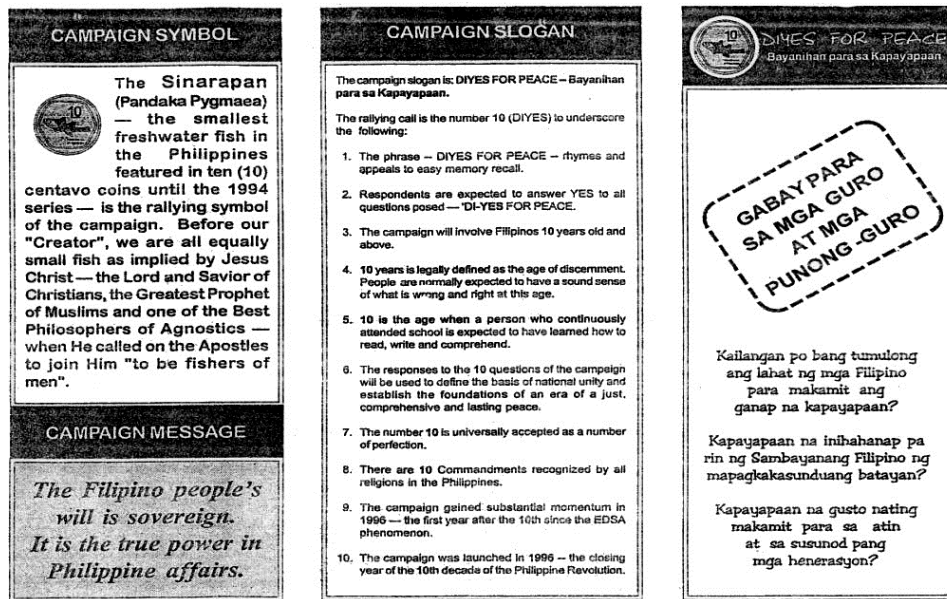 CAMPAIGN SYMBOL
10
The Sinarapan
(Pandaka Pygmaea)
— the smallest
freshwater fish in
the Philippines
featured in ten (10)
centavo coins until the 1994
series — is the rallying symbol
of the campaign. Before our
"Creator", we are all equally
small fish as implied by Jesus
Christ — the Lord and Savior of
Christians, the Greatest Prophet
of Muslims and one of the Best
Philosophers of Agnostics —
when He called on the Apostles
to join Him "to be fishers of
men".
CAMPAIGN MESSAGE
The Filipino people's
will is sovereign.
It is the true power in
Philippine affairs.
CAMPAIGN SLOGAN
The campaign slogan is: DIYES FOR PEACE – Bayanihan
para sa Kapayapaan.
The rallying call is the number 10 (DIYES) to underscore
the following:
1. The phrase – DIYES FOR PEACE – rhymes and
appeals to easy memory recall.
2. Respondents are expected to answer YES to all
questions posed — 'DI-YES FOR PEACE.
3. The campaign will involve Filipinos 10 years old and
above.
4. 10 years is legally defined as the age of discernment.
People are normally expected to have a sound sense
of what is wrong and right at this age.
5. 10 is the age when a person who continuously
attended school is expected to have learned how to
read, write and comprehend.
6. The responses to the 10 questions of the campaign
will be used to define the basis of national unity and
establish the foundations of an era of a just,
comprehensive and lasting peace.
7. The number 10 is universally accepted as a number
of perfection.
8. There are 10 Commandments recognized by all
religions in the Philippines.
9. The campaign gained substantial momentum in
1996 — the first year after the 10th since the EDSA
phenomenon.
10. The campaign was launched in 1996 – the closing
year of the 10th decade of the Philippine Revolution.
DIYES FOR PEACE
Bayanihan para sa Kapayapaan
GABAY PARA
SA MGA GURO
AT MGA
PUNONG-GURO
Kailangan po bang tumulong
ang lahat ng mga Filipino
para makamit ang
ganap na kapayapaan?
Kapayapaan na inihahanap pa
rin ng Sambayanang Filipino ng
mapagkakasunduang batayan?
Kapayapaan na gusto nating
makamit para sa atin
at sa susunod pang
mga henerasyon?